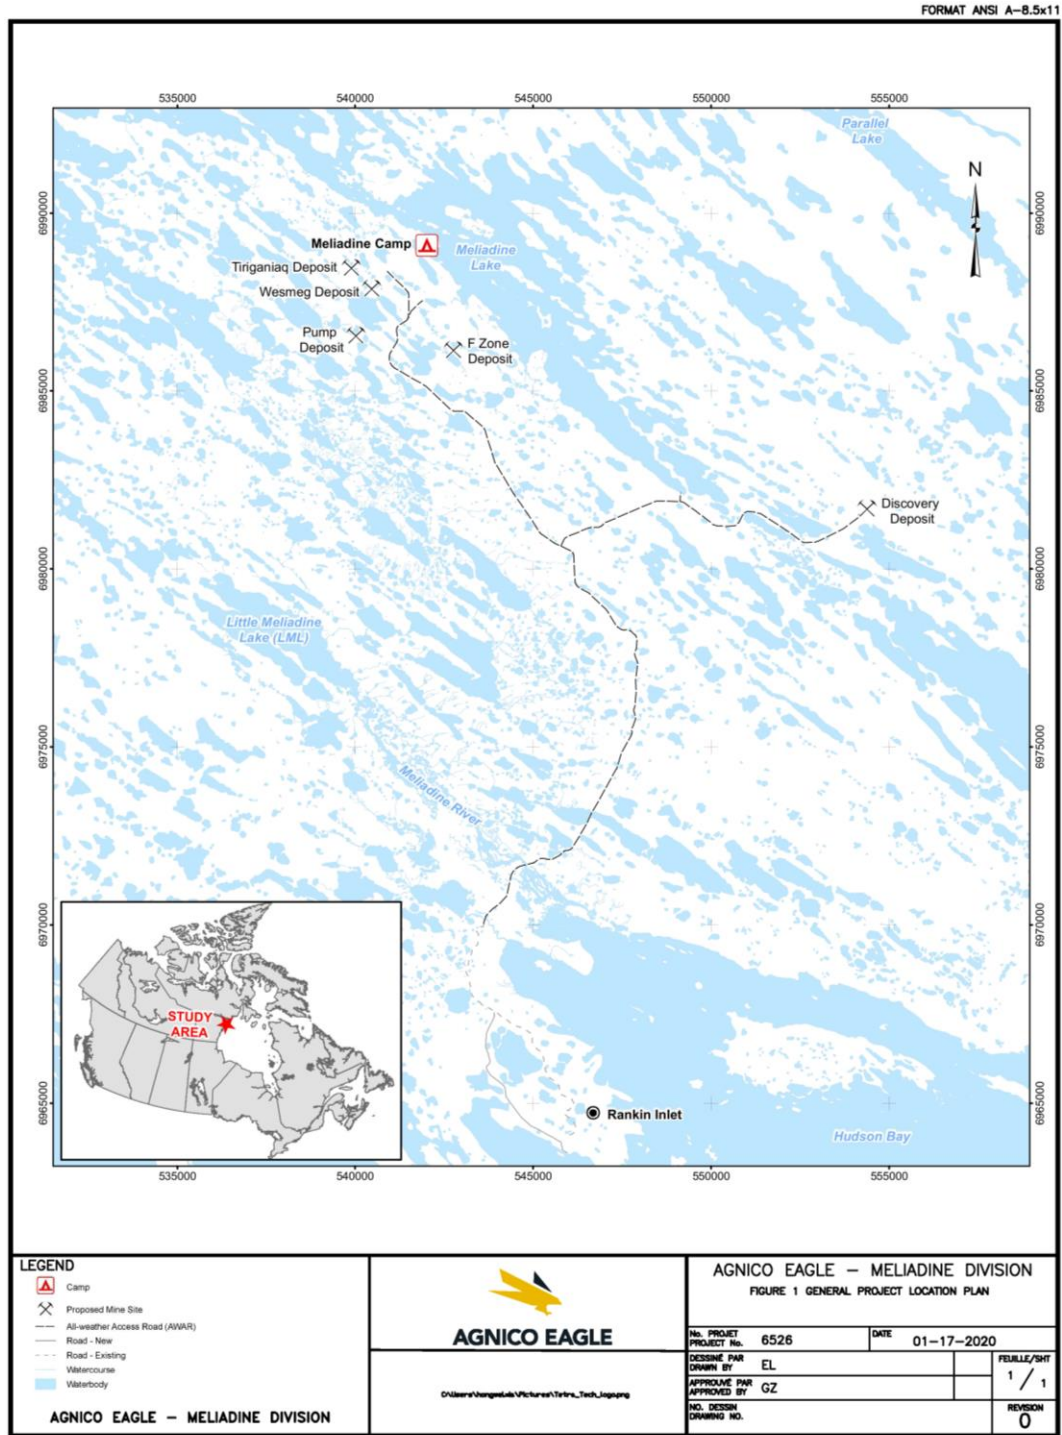 FORMAT ANSI A-8.5x11
535000
540000
545000
550000
555000
Parallel
Lake
N
6990000
6990000
Meliadine Camp
Meliadine
Lake
Tiriganiaq Deposit
Wesmeg Deposit
Pump
Deposit
F Zone
Deposit
6985000
6985000
Discovery
Deposit
6980000
6980000
Little Meliadine
Lake (LML)
6975000
6975000
Meliadine River
6970000
6970000
STUDY
AREA
6965000
6965000
Rankin Inlet
Hudson Bay
535000
540000
545000
550000
555000
LEGEND
Camp
Proposed Mine Site
All-weather Access Road (AWAR)
Road - New
Road - Existing
Watercourse
Waterbody
AGNICO EAGLE – MELIADINE DIVISION
AGNICO EAGLE
AGNICO EAGLE – MELIADINE DIVISION
FIGURE 1 GENERAL PROJECT LOCATION PLAN
No. PROJET
PROJECT No. 6526
DATE 01-17-2020
DESSINÉ PAR
DRAWN BY EL
FEUILLE/SHT
1 / 1
APPROUVÉ PAR
APPROVED BY GZ
NO. DESSIN
DRAWING NO.
REVISION
0